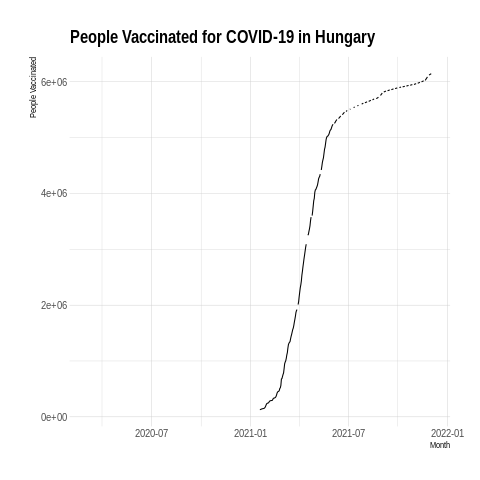 People Vaccinated for COVID-19 in Hungary
People Vaccinated
6e+06
4e+06
2e+06
0e+00
2020-07
2021-01
2021-07
2022-01
Month